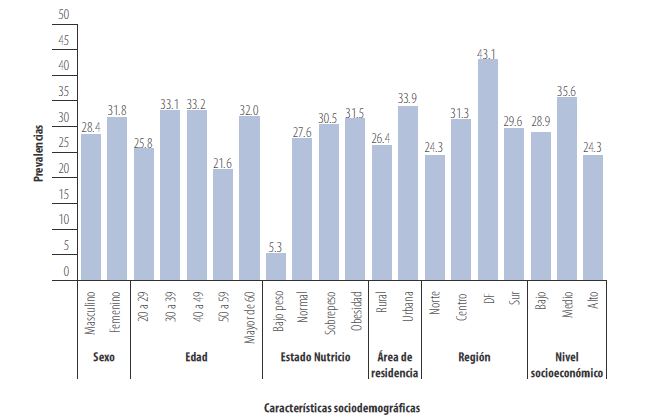 50
45
40
35
30
25
20
15
10
5
0
Prevalencias
28.4
31.8
25.8
33.1
33.2
21.6
32.0
5.3
27.6
30.5
31.5
26.4
33.9
24.3
31.3
43.1
29.6
28.9
35.6
24.3
Masculino
Femenino
20 a 29
30 a 39
40 a 49
50 a 59
Mayor de 60
Bajo peso
Normal
Sobrepeso
Obesidad
Rural
Urbana
Norte
Centro
DF
Sur
Bajo
Medio
Alto
Sexo
Edad
Estado Nutricio
Área de
residencia
Región
Nivel
socioeconómico
Características sociodemográficas